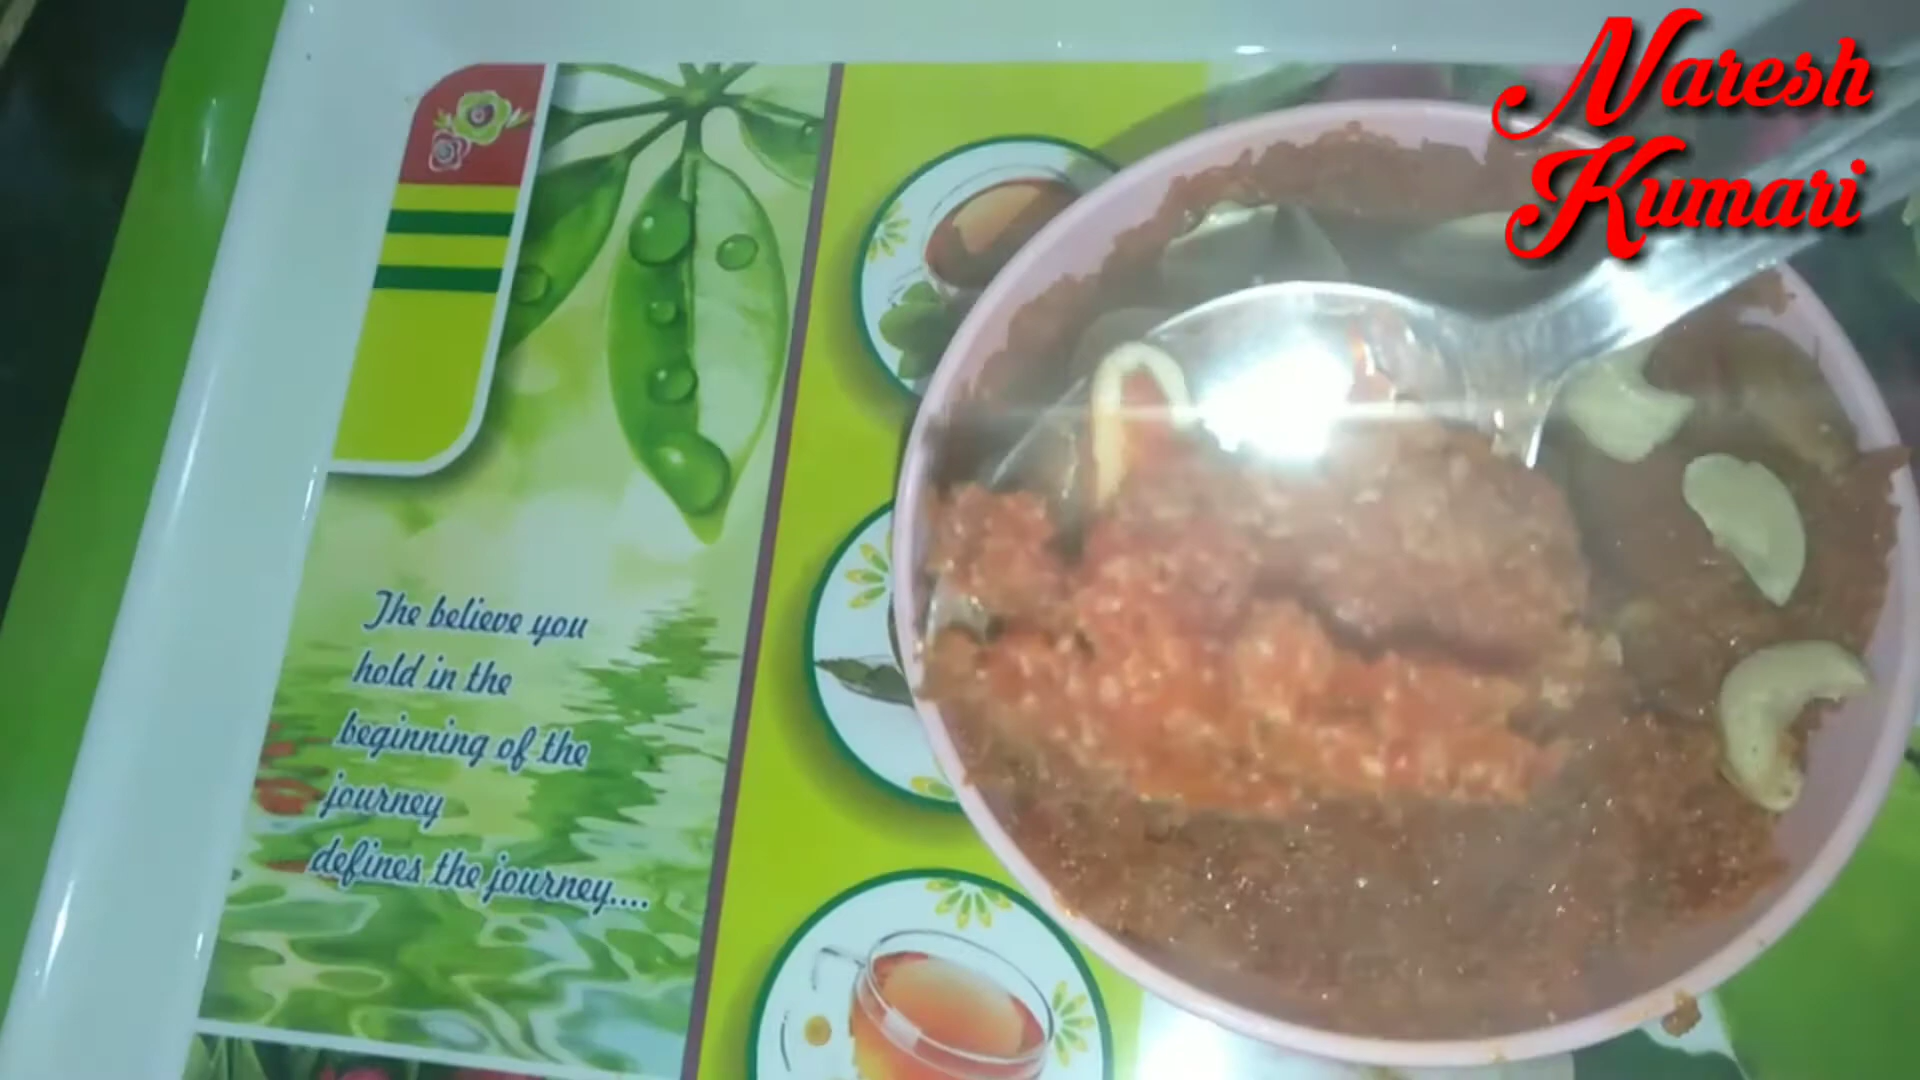 Naresh
Kumari
The believe you
hold in the
beginning of the
journey
defines the journey....